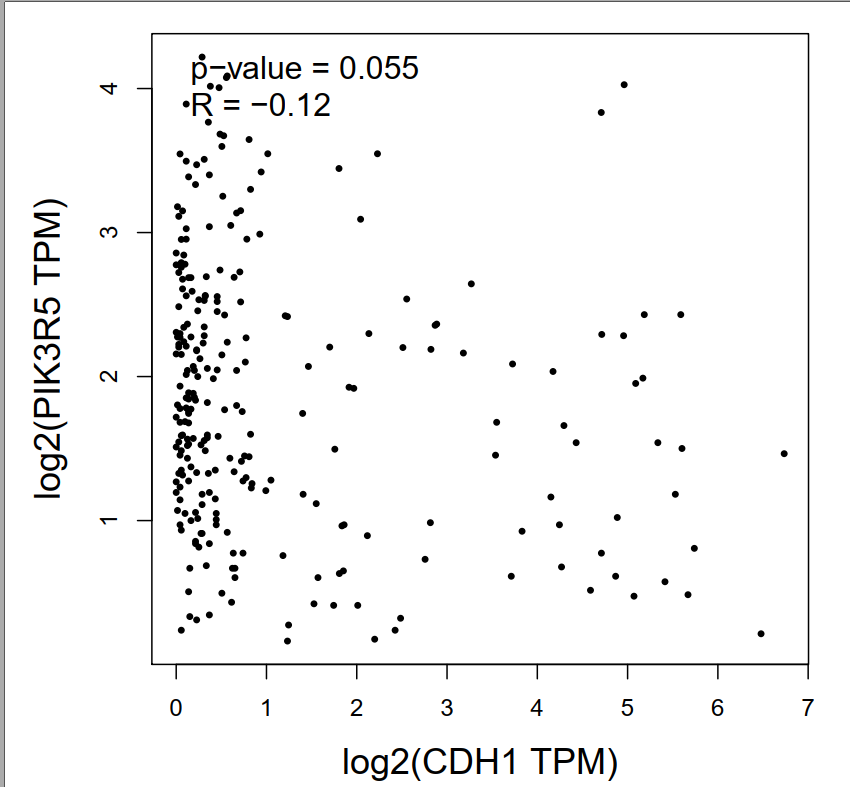 p−value = 0.055
R = −0.12
4
3
2
1
log2(PIK3R5 TPM)
0 1 2 3 4 5 6 7
log2(CDH1 TPM)